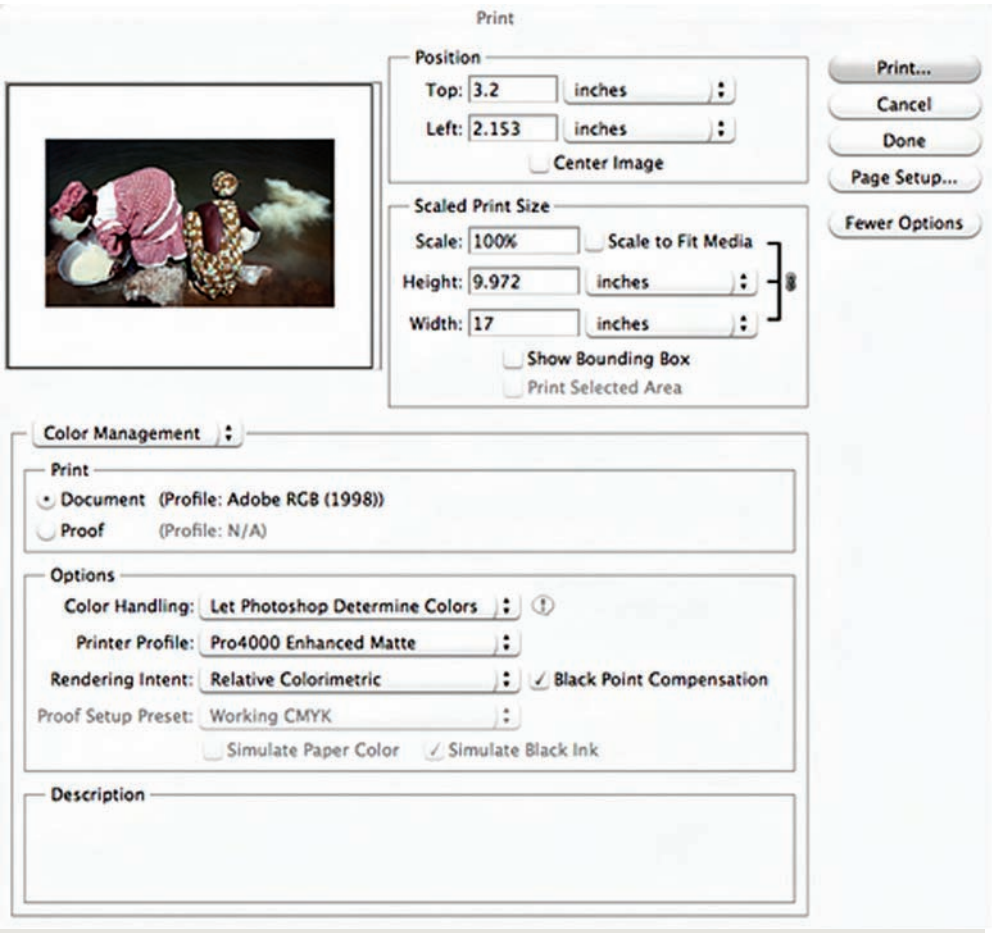 Print
Position
Top: 3.2 inches
Left: 2.153 inches
Center Image
Scaled Print Size
Scale: 100% Scale to Fit Media
Height: 9.972 inches
Width: 17 inches
Show Bounding Box
Print Selected Area
Print...
Cancel
Done
Page Setup...
Fewer Options
Color Management
Print
Document (Profile: Adobe RGB (1998))
Proof (Profile: N/A)
Options
Color Handling: Let Photoshop Determine Colors
Printer Profile: Pro4000 Enhanced Matte
Rendering Intent: Relative Colorimetric Black Point Compensation
Proof Setup Preset: Working CMYK
Simulate Paper Color Simulate Black Ink
Description